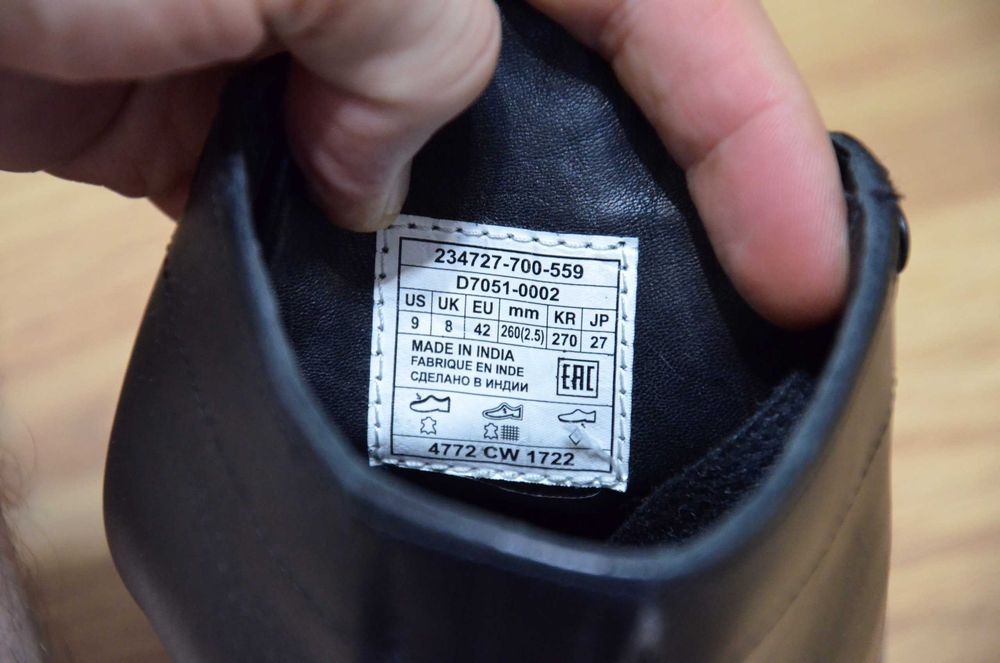 234727-700-559
D7051-0002
US UK EU mm KR JP
9 8 42 260(2.5) 270 27
MADE IN INDIA
FABRIQUE EN INDE
СДЕЛАНО В ИНДИИ
EAC
4772 CW 1722